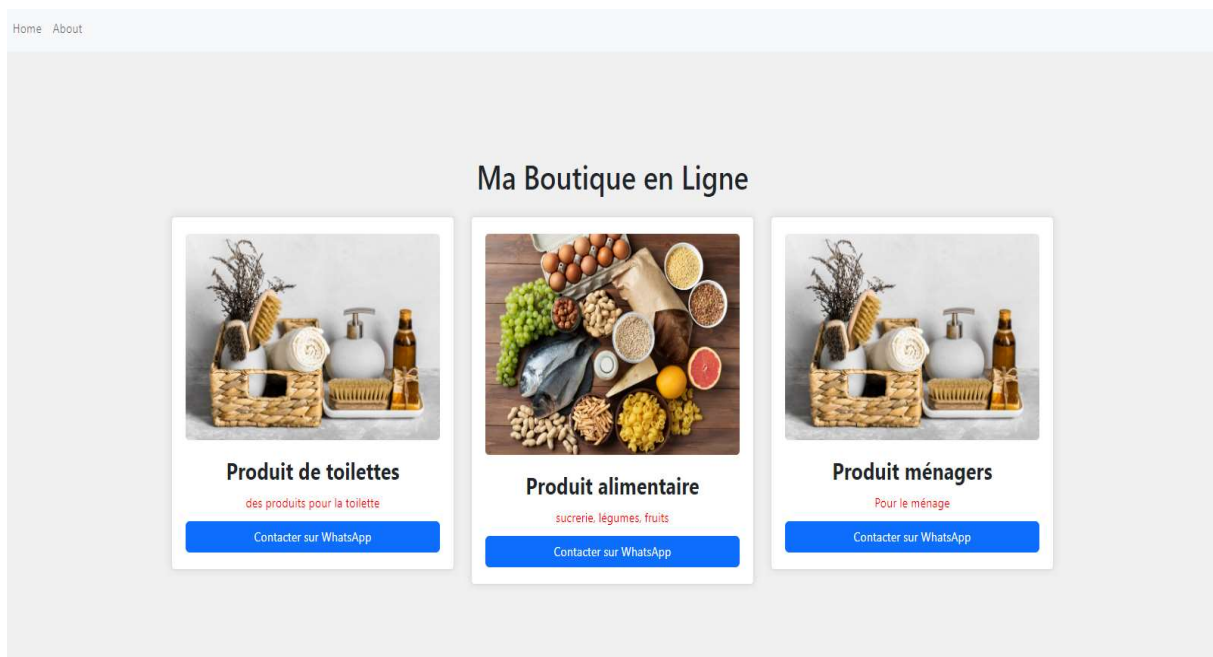 Home About
Ma Boutique en Ligne
Produit de toilettes
des produits pour la toilette
Contacter sur WhatsApp
Produit alimentaire
sucrerie, légumes, fruits
Contacter sur WhatsApp
Produit ménagers
Pour le ménage
Contacter sur WhatsApp